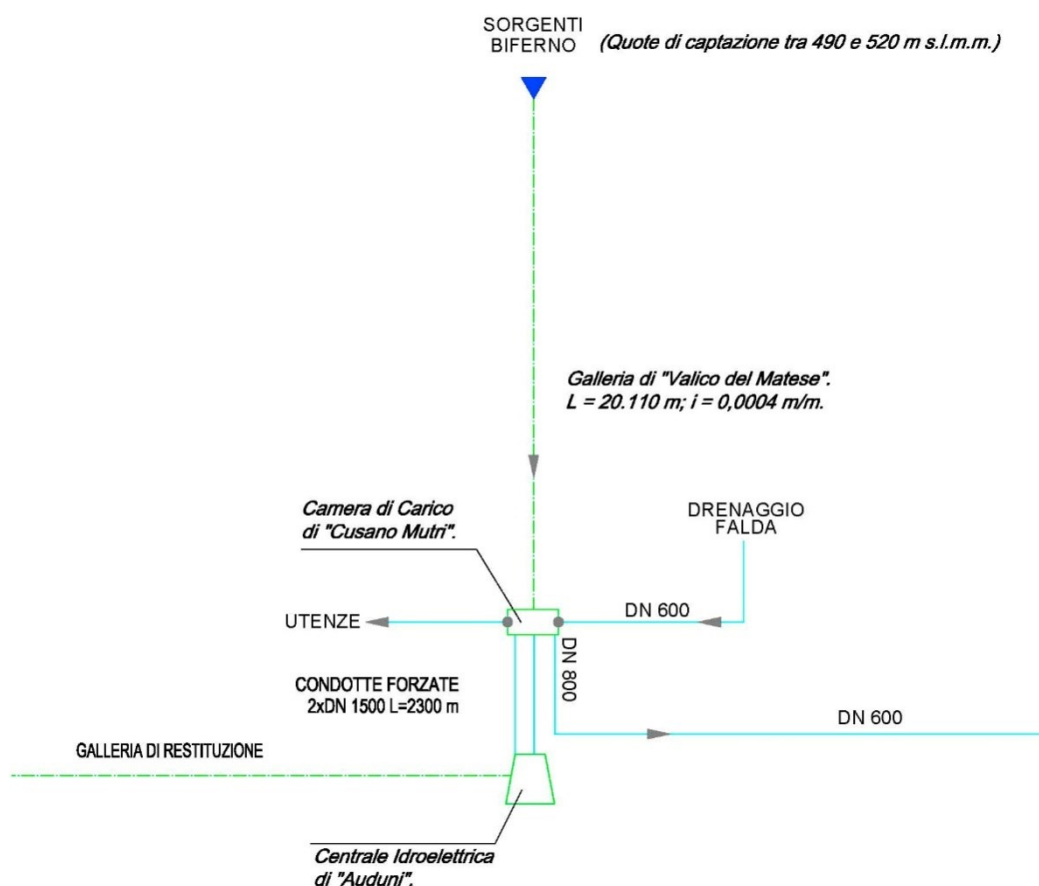 SORGENTI
BIFERNO
(Quote di captazione tra 490 e 520 m s.l.m.m.)
Galleria di "Valico del Matese".
L = 20.110 m; i = 0,0004 m/m.
Camera di Carico
di "Cusano Mutri".
DRENAGGIO
FALDA
UTENZE
DN 600
DN 800
CONDOTTE FORZATE
2xDN 1500 L=2300 m
DN 600
GALLERIA DI RESTITUZIONE
Centrale Idroelettrica
di "Auduni".